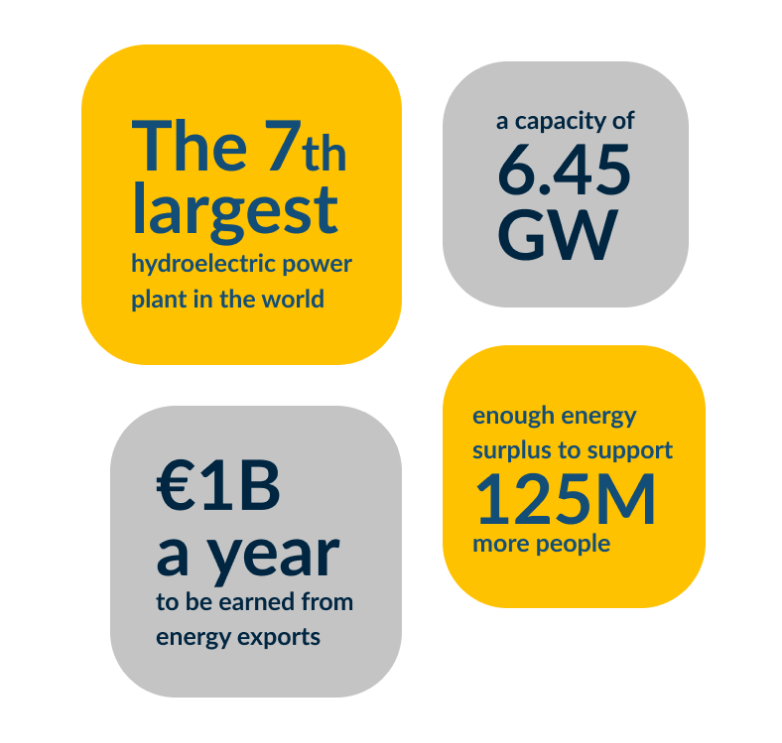 The 7th
largest
hydroelectric power
plant in the world
a capacity of
6.45
GW
€1B
a year
to be earned from
energy exports
enough energy
surplus to support
125M
more people